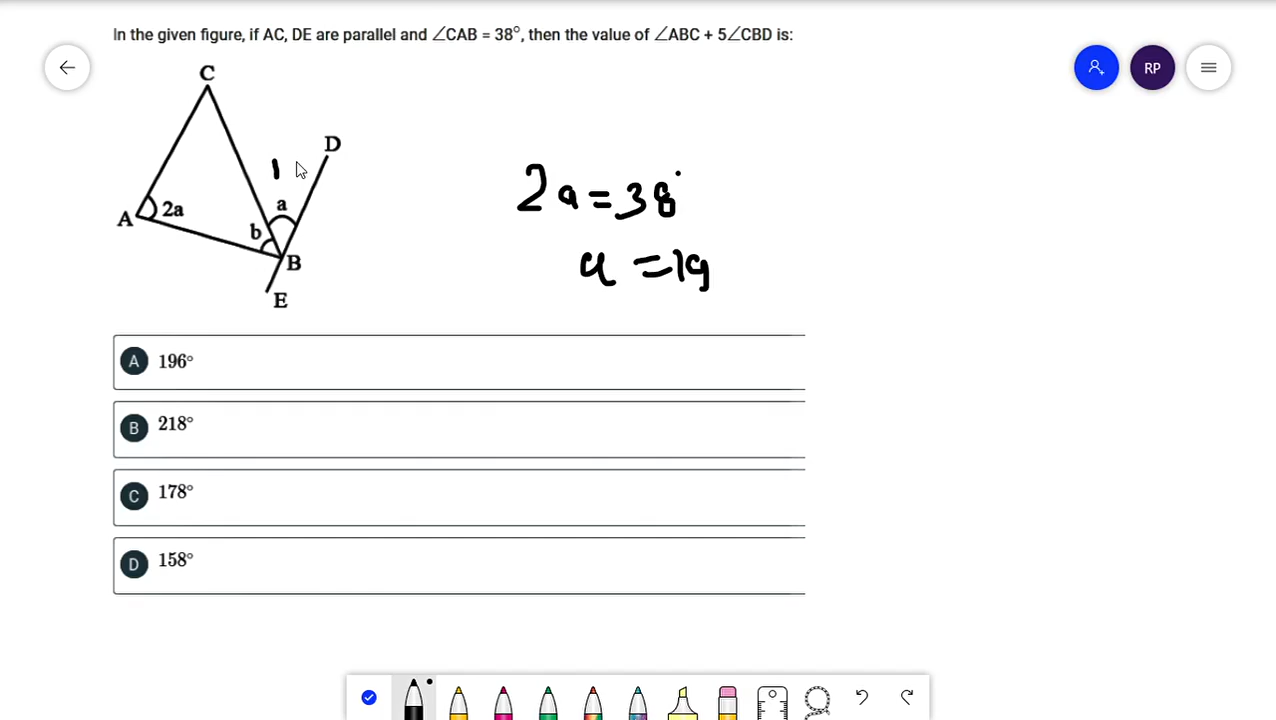 In the given figure, if AC, DE are parallel and ∠CAB = 38°, then the value of ∠ABC + 5∠CBD is:
RP
C
D
1
A
2a
a
b
B
E
2a = 38°
a = 19
A 196°
B 218°
C 178°
D 158°